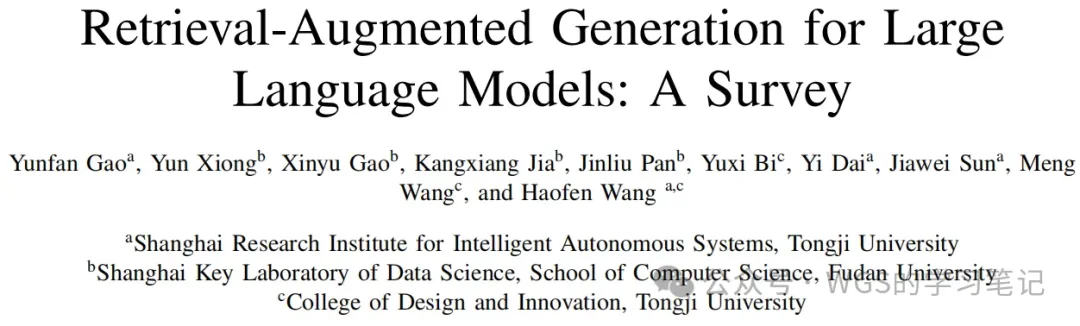 Retrieval-Augmented Generation for Large
Language Models: A Survey
Yunfan Gaoᵃ, Yun Xiongᵇ, Xinyu Gaoᵇ, Kangxiang Jiaᵇ, Jinliu Panᵇ, Yuxi Biᶜ, Yi Daiᵃ, Jiawei Sunᵃ, Meng
Wangᶜ, and Haofen Wang ᵃ,ᶜ
ᵃShanghai Research Institute for Intelligent Autonomous Systems, Tongji University
ᵇShanghai Key Laboratory of Data Science, School of Computer Science, Fudan University
公众号·WGS的学习笔记
ᶜCollege of Design and Innovation, Tongji University